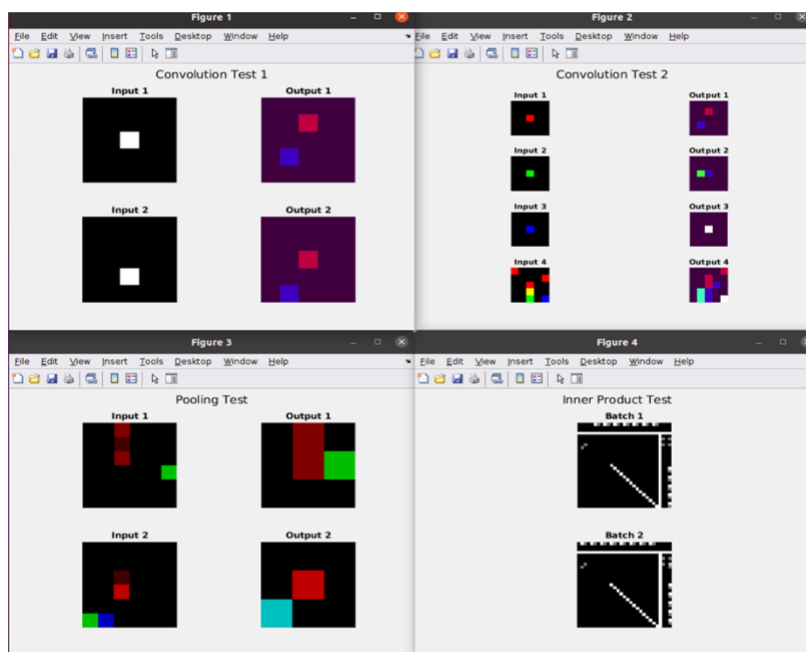 Figure 1
File Edit View Insert Tools Desktop Window Help
Convolution Test 1
Input 1 Output 1
Input 2 Output 2
Figure 2
File Edit View Insert Tools Desktop Window Help
Convolution Test 2
Input 1 Output 1
Input 2 Output 2
Input 3 Output 3
Input 4 Output 4
Figure 3
File Edit View Insert Tools Desktop Window Help
Pooling Test
Input 1 Output 1
Input 2 Output 2
Figure 4
File Edit View Insert Tools Desktop Window Help
Inner Product Test
Batch 1
Batch 2